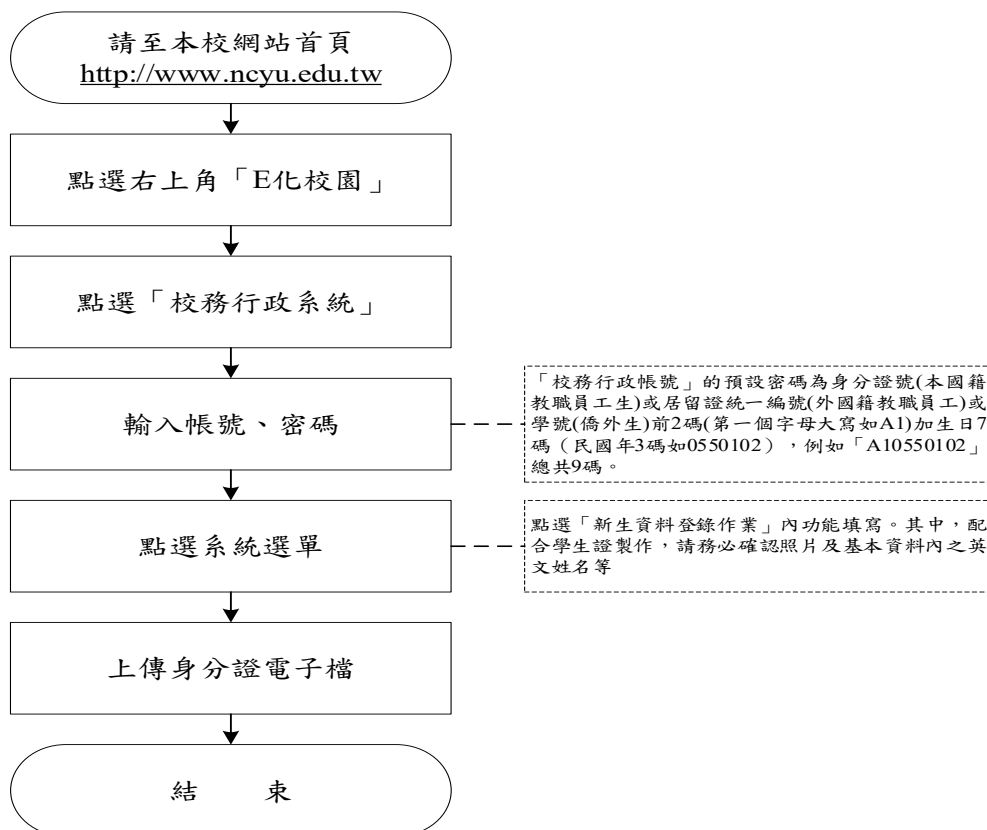 請至本校網站首頁
http://www.ncyu.edu.tw
點選右上角「E化校園」
點選「校務行政系統」
輸入帳號、密碼
「校務行政帳號」的預設密碼為身分證號(本國籍
教職員工生)或居留證統一編號(外國籍教職員工)或
學號(僑外生)前2碼(第一個字母大寫如A1)加生日7
碼（民國年3碼如0550102），例如「A10550102」
總共9碼。
點選系統選單
點選「新生資料登錄作業」內功能填寫。其中，配
合學生證製作，請務必確認照片及基本資料內之英
文姓名等
上傳身分證電子檔
結　　束